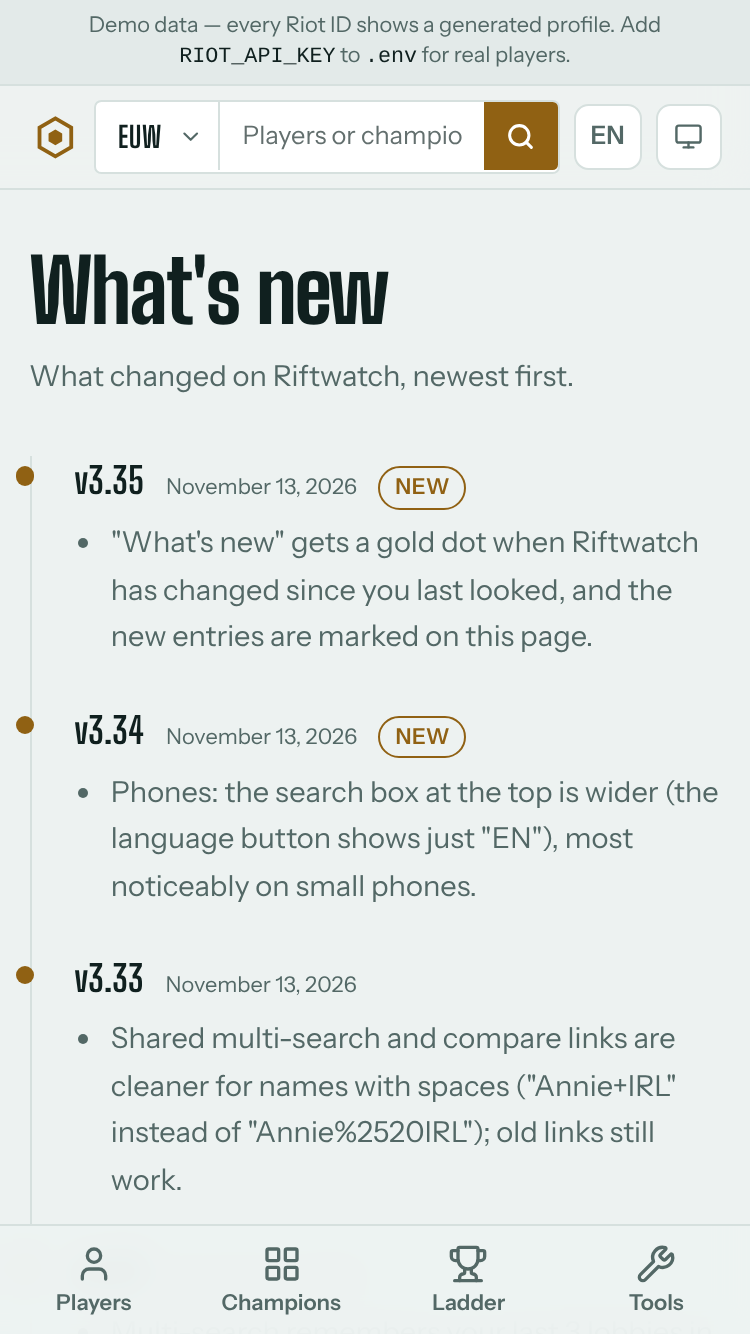 Demo data — every Riot ID shows a generated profile. Add
RIOT_API_KEY to .env for real players.
EUW
Players or champio
EN
What's new
What changed on Riftwatch, newest first.
v3.35 November 13, 2026 NEW
• "What's new" gets a gold dot when Riftwatch
has changed since you last looked, and the
new entries are marked on this page.
v3.34 November 13, 2026 NEW
• Phones: the search box at the top is wider (the
language button shows just "EN"), most
noticeably on small phones.
v3.33 November 13, 2026
• Shared multi-search and compare links are
cleaner for names with spaces ("Annie+IRL"
instead of "Annie%2520IRL"); old links still
work.
Players
Champions
Ladder
Tools